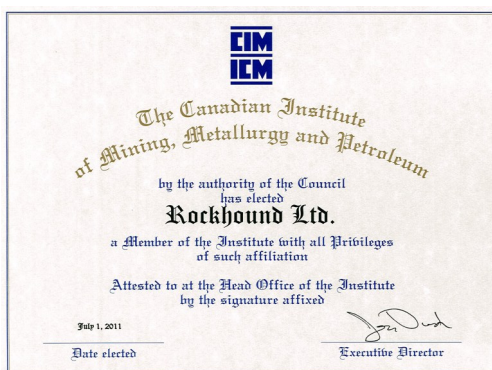 CIM
ICM
The Canadian Institute
of Mining, Metallurgy and Petroleum
by the authority of the Council
has elected
Rockhound Ltd.
a Member of the Institute with all Privileges
of such affiliation
Attested to at the Head Office of the Institute
by the signature affixed
July 1, 2011
Date elected
Executive Director